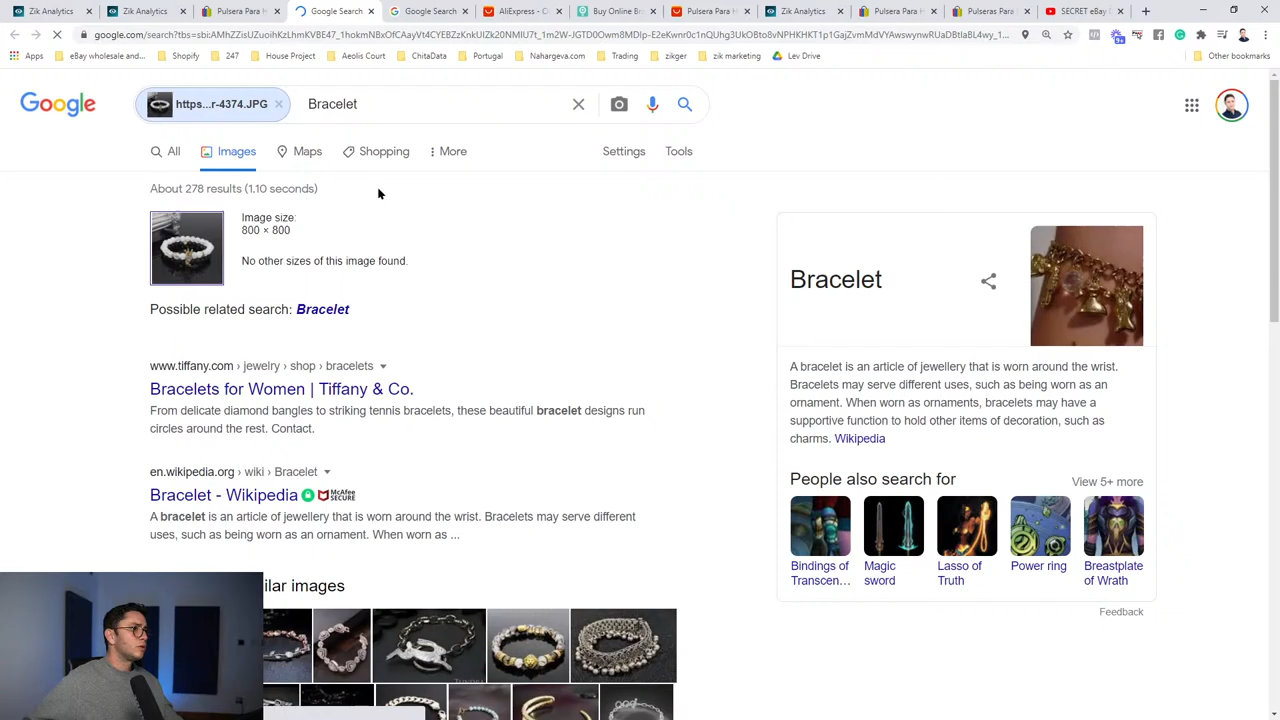 Zik Analytics
Zik Analytics
Pulsera Para H
Google Search
Google Search
AliExpress - C
Buy Online Br
Pulsera Para H
Zik Analytics
Pulsera Para H
Pulseras Para
SECRET eBay
Apps
eBay wholesale and...
Shopify
247
House Project
Aeolis Court
ChitaData
Portugal
Nahargeva.com
Trading
zikger
zik marketing
Lev Drive
Other bookmarks
Google
https...r-4374.JPG
Bracelet
All
Images
Maps
Shopping
More
Settings
Tools
About 278 results (1.10 seconds)
Image size:
800 × 800
No other sizes of this image found.
Possible related search: Bracelet
www.tiffany.com › jewelry › shop › bracelets
Bracelets for Women | Tiffany & Co.
From delicate diamond bangles to striking tennis bracelets, these beautiful bracelet designs run
circles around the rest. Contact.
en.wikipedia.org › wiki › Bracelet
Bracelet - Wikipedia
McAfee
SECURE
A bracelet is an article of jewellery that is worn around the wrist. Bracelets may serve different
uses, such as being worn as an ornament. When worn as ...
ilar images
Bracelet
A bracelet is an article of jewellery that is worn around the wrist.
Bracelets may serve different uses, such as being worn as an
ornament. When worn as ornaments, bracelets may have a
supportive function to hold other items of decoration, such as
charms. Wikipedia
People also search for
View 5+ more
Bindings of
Transcen...
Magic
sword
Lasso of
Truth
Power ring
Breastplate
of Wrath
Feedback